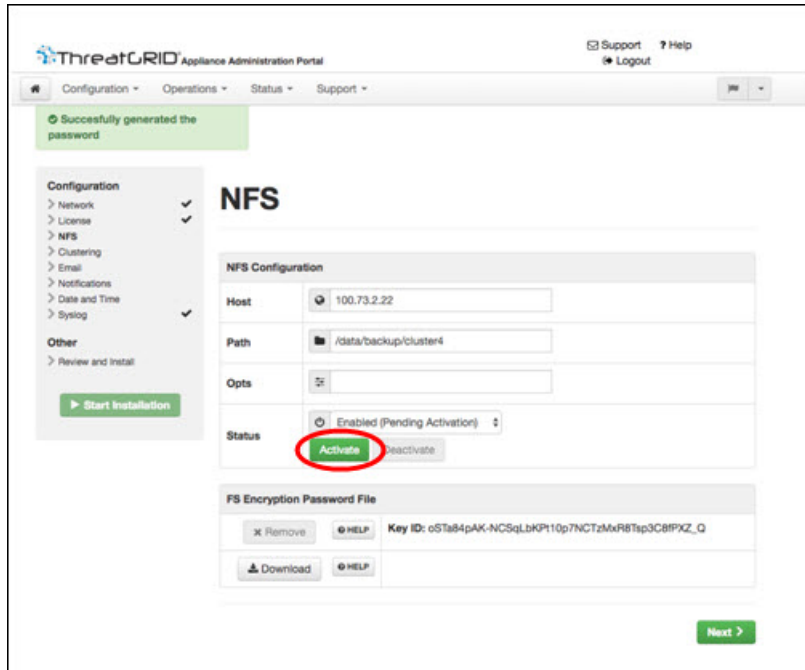 ThreatGRID Appliance Administration Portal
Support ? Help
Logout
Configuration Operations Status Support
Succesfully generated the
password
Configuration
Network
License
NFS
Clustering
Email
Notifications
Date and Time
Syslog
Other
Review and Install
Start Installation
NFS
NFS Configuration
Host 100.73.2.22
Path /data/backup/cluster4
Opts
Status Enabled (Pending Activation)
Activate Deactivate
FS Encryption Password File
Remove HELP Key ID: oSTa84pAK-NCSqLbKPt10p7NCTzMxR8Tsp3C8fPXZ_Q
Download HELP
Next